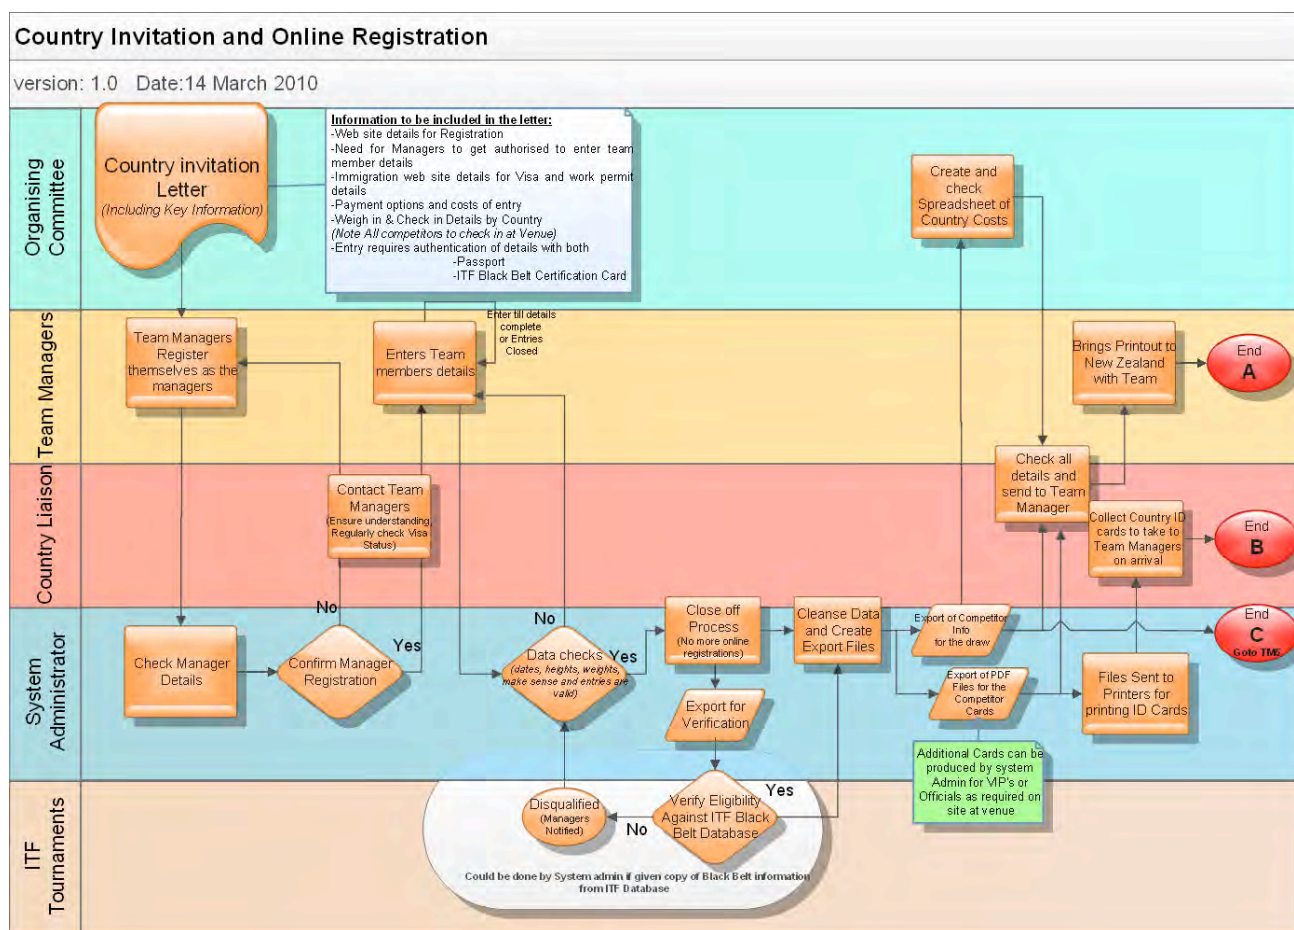 Country Invitation and Online Registration
version: 1.0 Date:14 March 2010
Organising
Committee
Country invitation
Letter
(Including Key Information)
Information to be included in the letter:
-Web site details for Registration
-Need for Managers to get authorised to enter team
member details
-Immigration web site details for Visa and work permit
details
-Payment options and costs of entry
-Weigh in & Check in Details by Country
(Note All competitors to check in at Venue)
-Entry requires authentication of details with both
-Passport
-ITF Black Belt Certification Card
Create and
check
Spreadsheet of
Country Costs
Team Managers
Team Managers
Register
themselves as the
managers
Enters Team
members details
Enter till details
complete
or Entries
Closed
Brings Printout to
New Zealand
with Team
End
A
Country Liaison
Contact Team
Managers
(Ensure understanding,
Regularly check Visa
Status)
Check all
details and
send to Team
Manager
Collect Country ID
cards to take to
Team Managers
on arrival
End
B
System
Administrator
Check Manager
Details
Confirm Manager
Registration
No
Yes
Data checks
(dates, heights, weights,
make sense and entries are
valid)
No
Yes
Close off
Process
(No more online
registrations)
Export for
Verification
Cleanse Data
and Create
Export Files
Export of Competitor
Info
for the draw
Export of PDF
Files for the
Competitor
Cards
Files Sent to
Printers for
printing ID Cards
End
C
Goto TM5
Additional Cards can be
produced by system
Admin for VIP's or
Officials as required on
site at venue
ITF
Tournaments
Disqualified
(Managers
Notified)
No
Verify Eligibility
Against ITF Black
Belt Database
Yes
Could be done by System admin if given copy of Black Belt information
from ITF Database